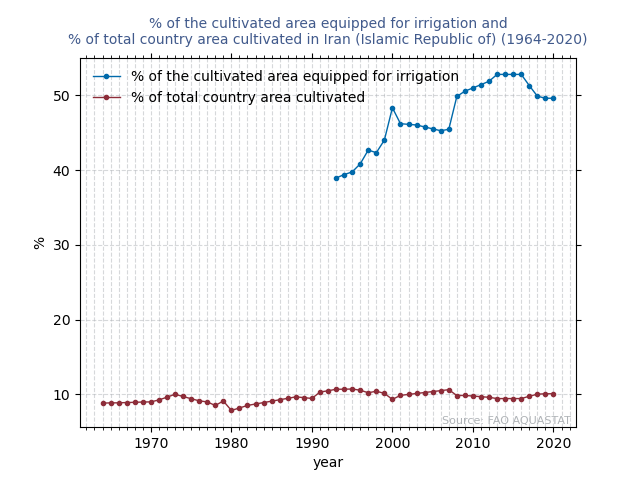 % of the cultivated area equipped for irrigation and
% of total country area cultivated in Iran (Islamic Republic of) (1964-2020)
% of the cultivated area equipped for irrigation
% of total country area cultivated
50
40
30
20
10
%
Source: FAO AQUASTAT
1970 1980 1990 2000 2010 2020
year